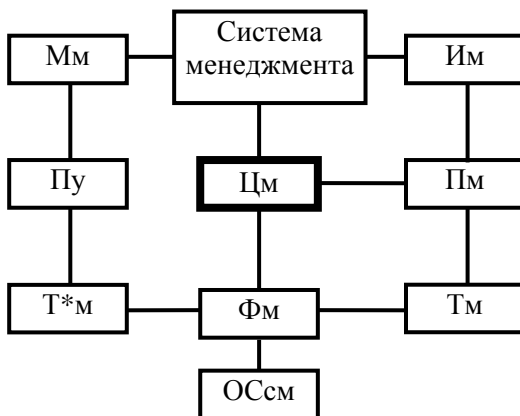 Система
менеджмента
Мм
Им
Пу
Цм
Пм
Т*м
Фм
Тм
ОСсм